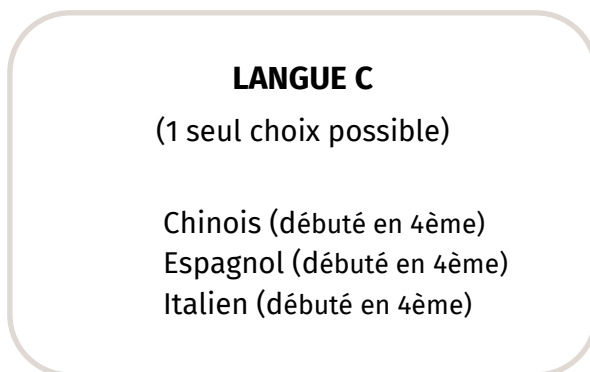 LANGUE C
(1 seul choix possible)
Chinois (débuté en 4ème)
Espagnol (débuté en 4ème)
Italien (débuté en 4ème)